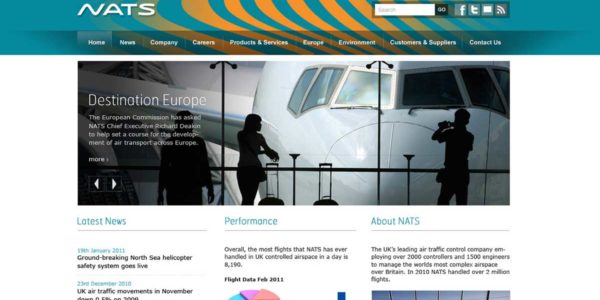 NATS
Search GO
Home News Company Careers Products & Services Europe Environment Customers & Suppliers Contact Us
Destination Europe
The European Commission has asked
NATS Chief Executive Richard Deakin
to help set a course for the develop-
ment of air transport across Europe.
more ›
Latest News
19th January 2011
Ground-breaking North Sea helicopter
safety system goes live
23rd December 2010
UK air traffic movements in November
down 0.5% on 2009
Performance
Overall, the most flights that NATS has ever
handled in UK controlled airspace in a day is
8,190.
Flight Data Feb 2011
About NATS
The UK's leading air traffic control company em-
ploying over 2000 controllers and 1500 engineers
to manage the worlds most complex airspace
over Britain. In 2010 NATS handled over 2 million
flights.